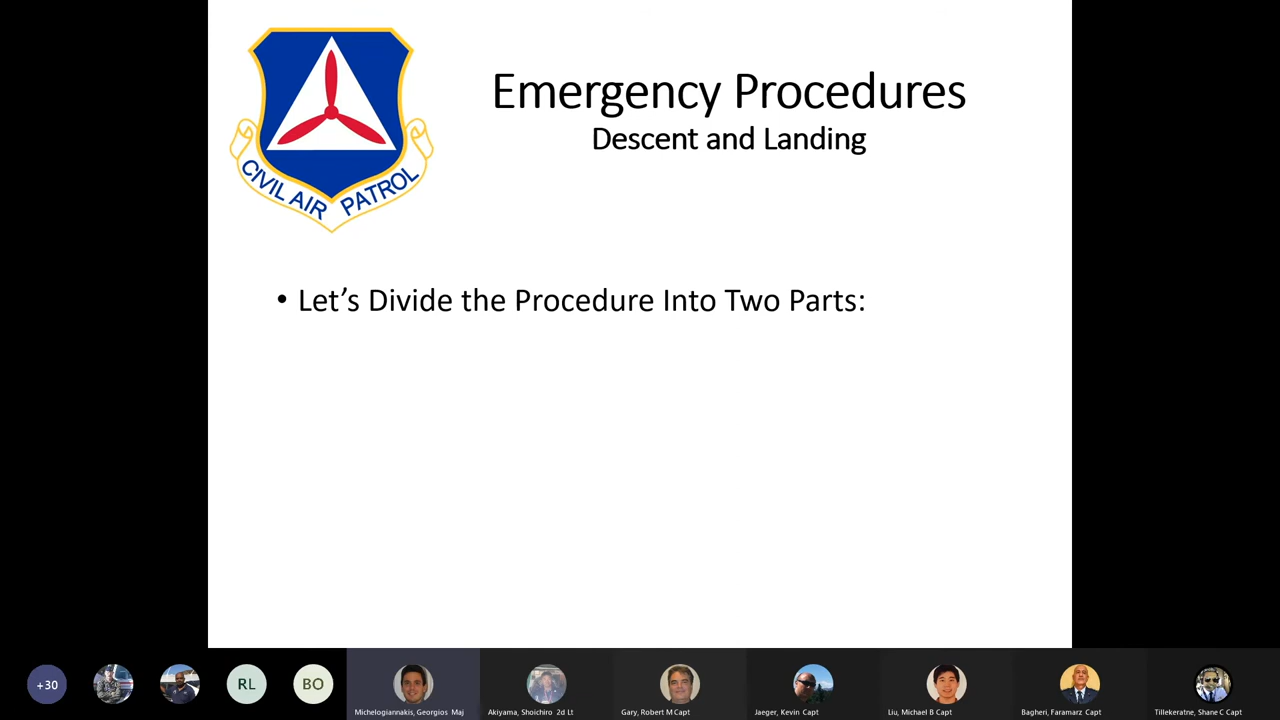 CIVIL AIR PATROL
Emergency Procedures
Descent and Landing
• Let's Divide the Procedure Into Two Parts:
+30
RL
BO
Michelogiannakis, Georgios Maj
Akiyama, Shoichiro 2d Lt
Gary, Robert M Capt
Jaeger, Kevin Capt
Liu, Michael B Capt
Bagheri, Faramarz Capt
Tillekeratne, Shane C Capt